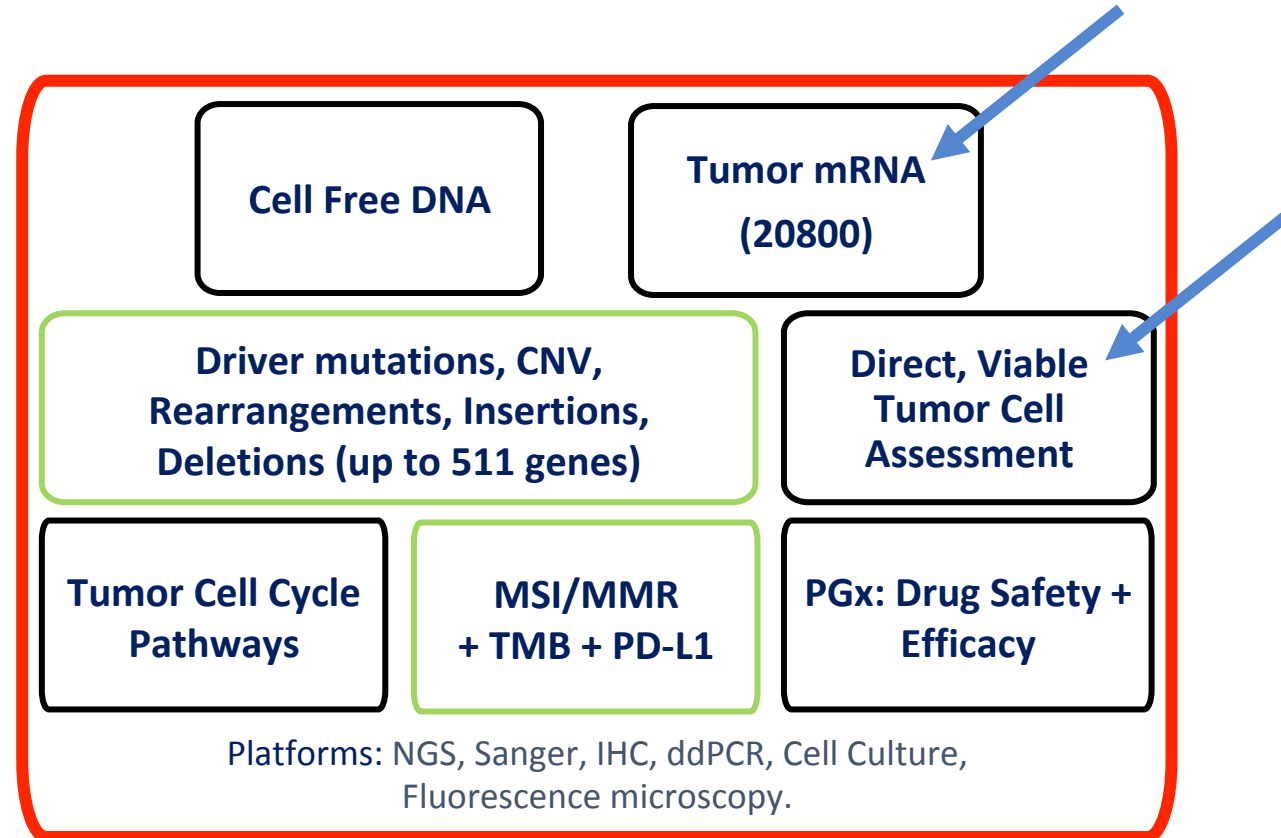 Cell Free DNA
Tumor mRNA
(20800)
Driver mutations, CNV,
Rearrangements, Insertions,
Deletions (up to 511 genes)
Direct, Viable
Tumor Cell
Assessment
Tumor Cell Cycle
Pathways
MSI/MMR
+ TMB + PD-L1
PGx: Drug Safety +
Efficacy
Platforms: NGS, Sanger, IHC, ddPCR, Cell Culture,
Fluorescence microscopy.